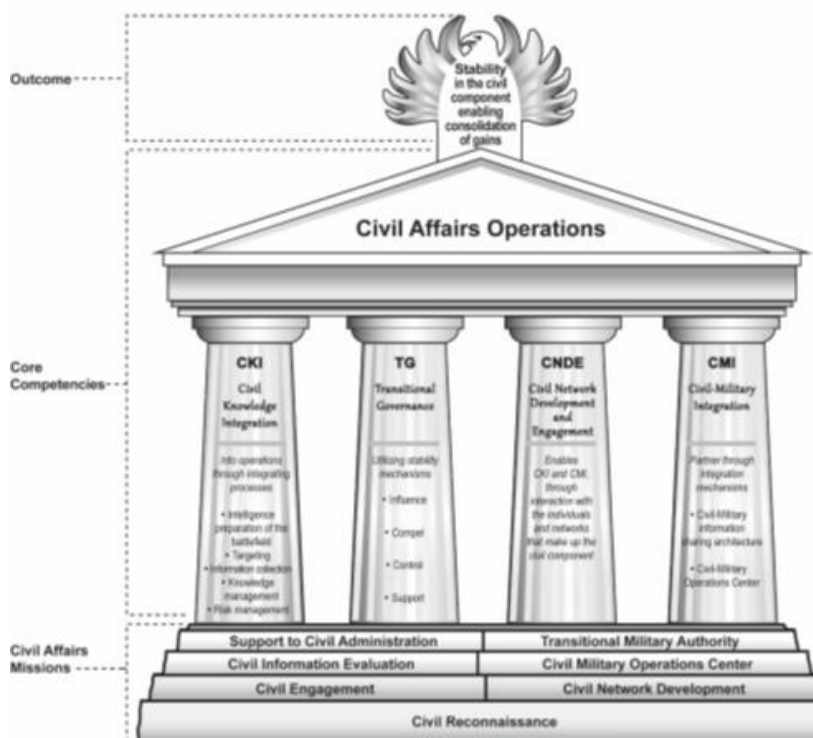 Outcome
Stability
in the civil
component
enabling
consolidation
of gains
Civil Affairs Operations
Core
Competencies
CKI
Civil
Knowledge
Integration
Into operations
through integrating
processes
• Intelligence
preparation of the
battlefield
• Targeting
• Information collection
• Knowledge
management
• Risk management
TG
Transitional
Governance
Utilizing stability
mechanisms
• Influence
• Compel
• Control
• Support
CNDE
Civil Network
Development
and
Engagement
Enables
CKI and CMI,
through
interaction with
the individuals
and networks
that make up the
civil component
CMI
Civil-Military
Integration
Partner through
integration
mechanisms
• Civil-Military
information
sharing architecture
• Civil-Military
Operations Center
Civil Affairs
Missions
Support to Civil Administration
Transitional Military Authority
Civil Information Evaluation
Civil Military Operations Center
Civil Engagement
Civil Network Development
Civil Reconnaissance